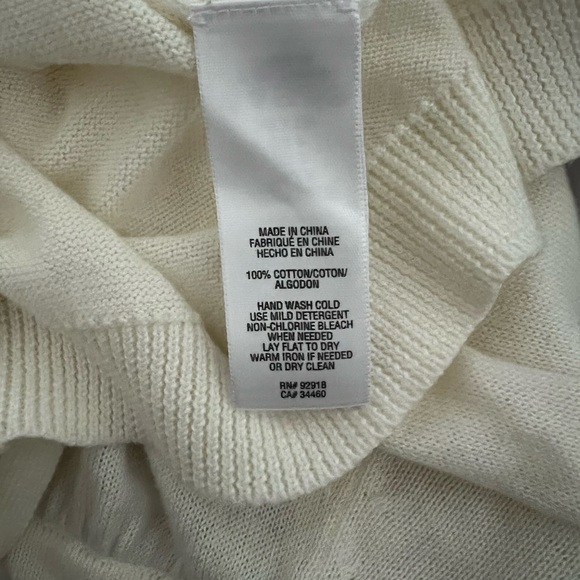 MADE IN CHINA
FABRIQUÉ EN CHINE
HECHO EN CHINA
100% COTTON/COTON/
ALGODON
HAND WASH COLD
USE MILD DETERGENT
NON-CHLORINE BLEACH
WHEN NEEDED
LAY FLAT TO DRY
WARM IRON IF NEEDED
OR DRY CLEAN
RN# 92918
CA# 34460